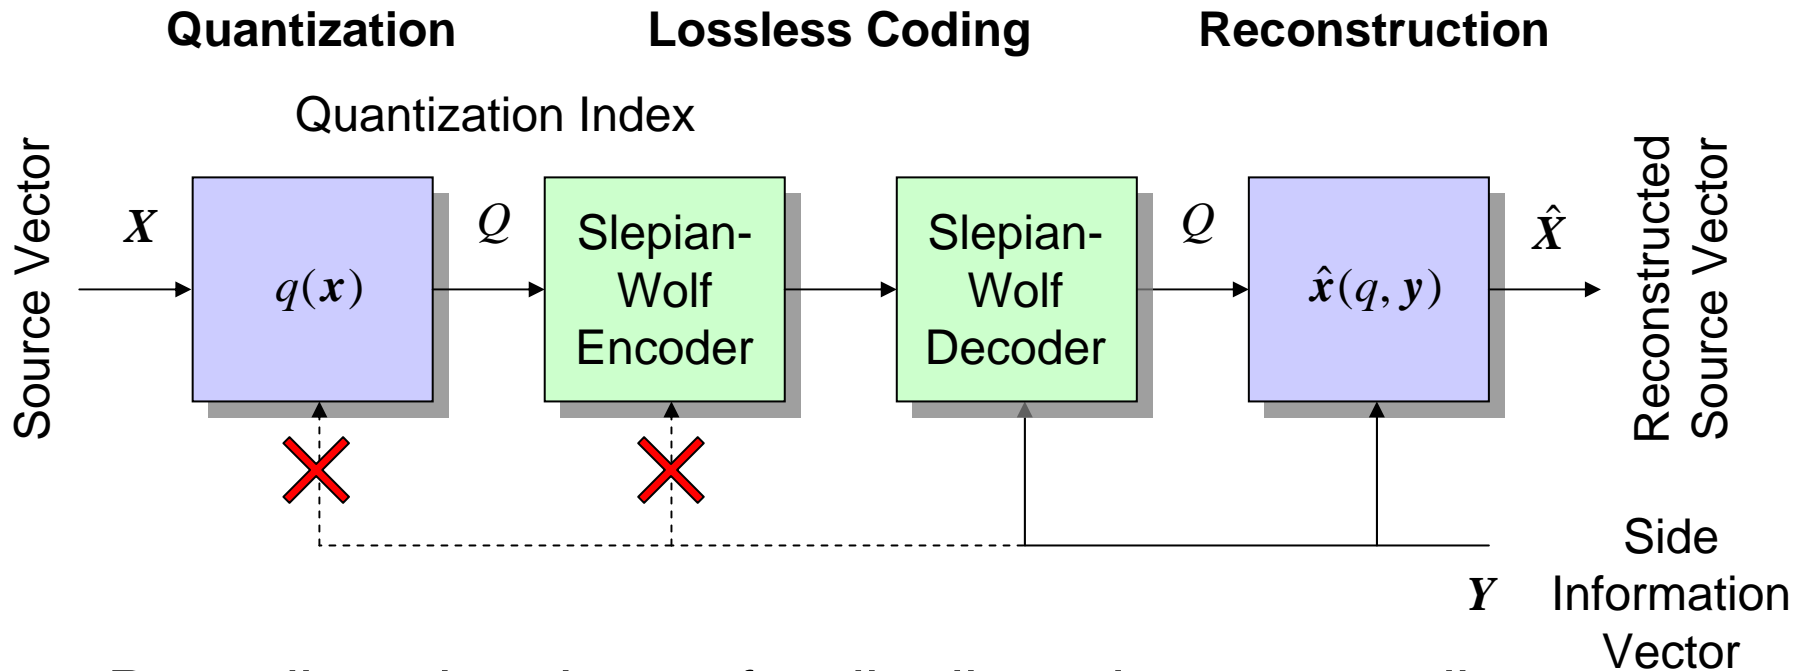 Quantization Lossless Coding Reconstruction
Quantization Index
Source Vector
X
q(x)
Q
Slepian-
Wolf
Encoder
Slepian-
Wolf
Decoder
Q
x̂(q, y)
X̂
Reconstructed
Source Vector
Y
Side
Information
Vector